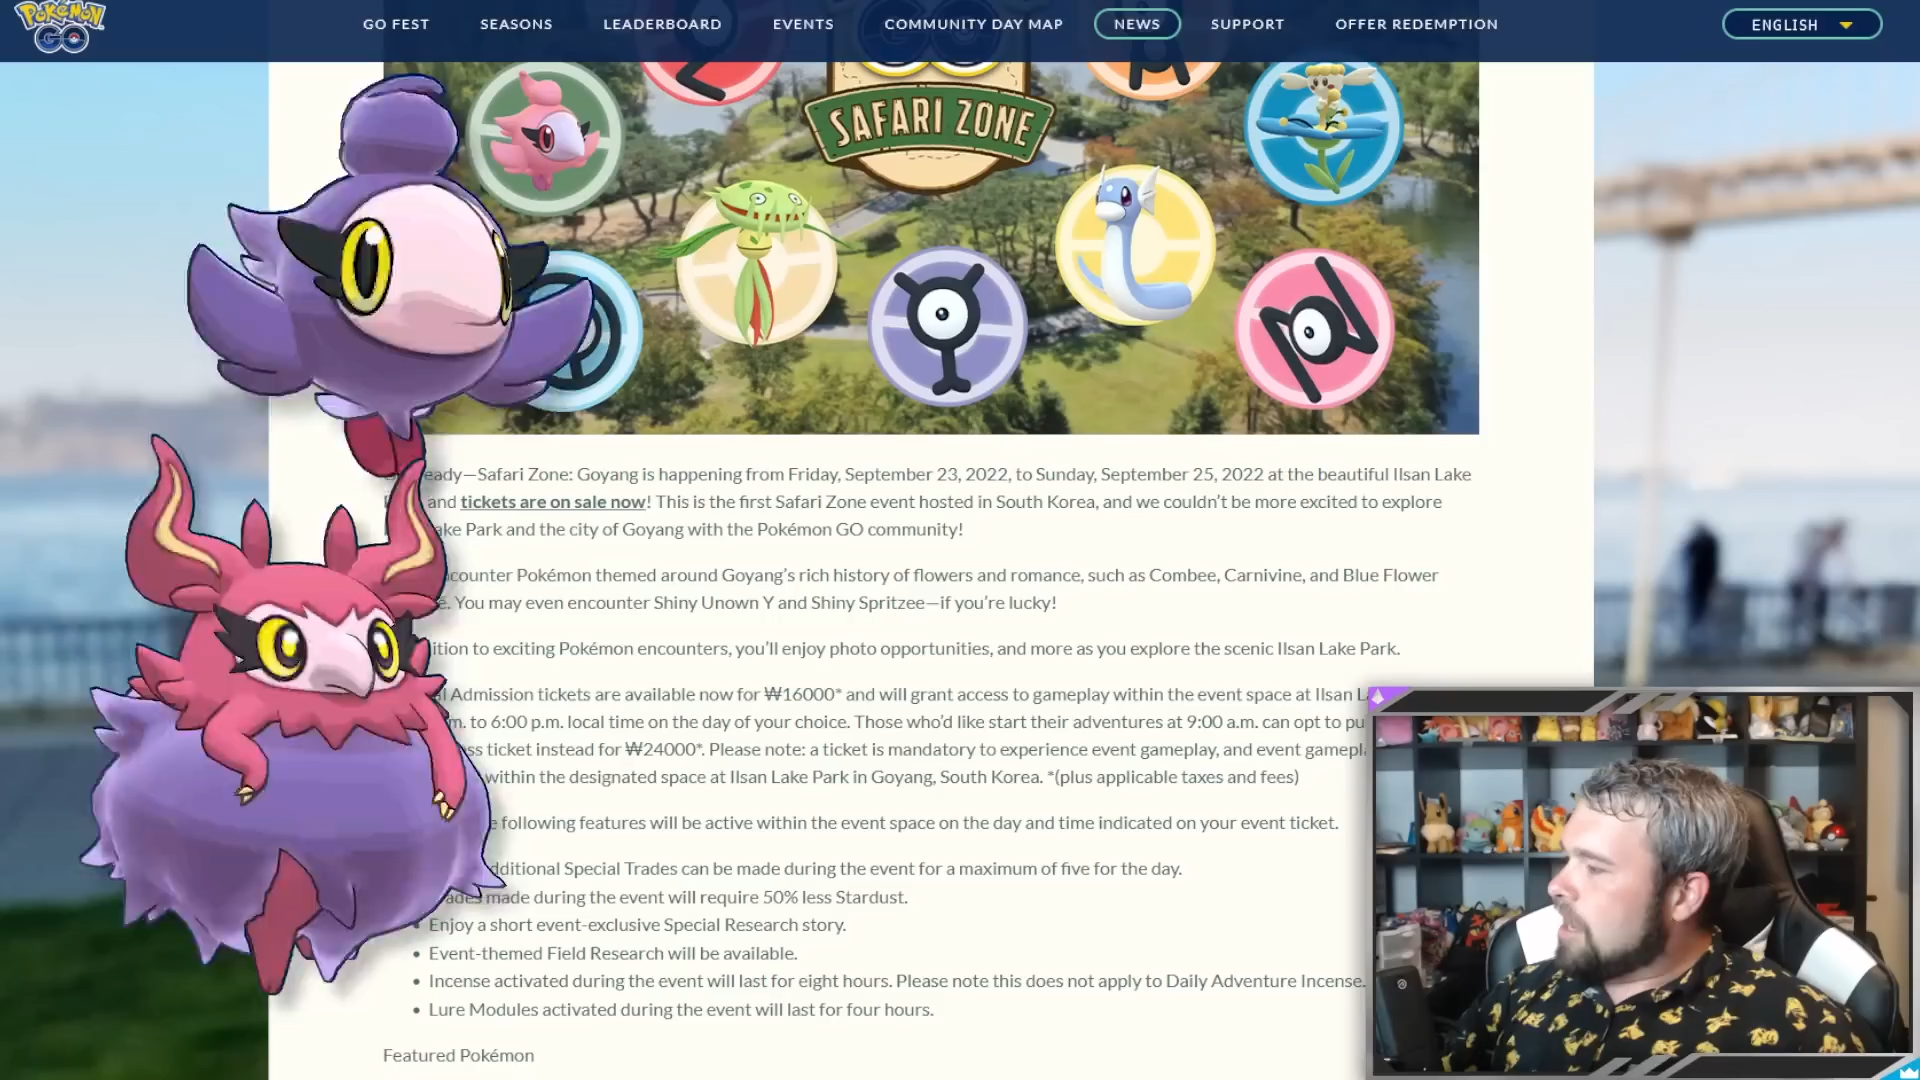 POKÉMON GO
GO FEST SEASONS LEADERBOARD EVENTS COMMUNITY DAY MAP NEWS SUPPORT OFFER REDEMPTION ENGLISH
SAFARI ZONE
eady—Safari Zone: Goyang is happening from Friday, September 23, 2022, to Sunday, September 25, 2022 at the beautiful Ilsan Lake
and tickets are on sale now! This is the first Safari Zone event hosted in South Korea, and we couldn't be more excited to explore
ake Park and the city of Goyang with the Pokémon GO community!
counter Pokémon themed around Goyang's rich history of flowers and romance, such as Combee, Carnivine, and Blue Flower
é. You may even encounter Shiny Unown Y and Shiny Spritzee—if you're lucky!
ition to exciting Pokémon encounters, you'll enjoy photo opportunities, and more as you explore the scenic Ilsan Lake Park.
l Admission tickets are available now for ₩16000* and will grant access to gameplay within the event space at Ilsan L
m. to 6:00 p.m. local time on the day of your choice. Those who'd like start their adventures at 9:00 a.m. can opt to pu
ss ticket instead for ₩24000*. Please note: a ticket is mandatory to experience event gameplay, and event gamepl
within the designated space at Ilsan Lake Park in Goyang, South Korea. *(plus applicable taxes and fees)
e following features will be active within the event space on the day and time indicated on your event ticket.
dditional Special Trades can be made during the event for a maximum of five for the day.
ades made during the event will require 50% less Stardust.
• Enjoy a short event-exclusive Special Research story.
• Event-themed Field Research will be available.
• Incense activated during the event will last for eight hours. Please note this does not apply to Daily Adventure Incense.
• Lure Modules activated during the event will last for four hours.
Featured Pokémon